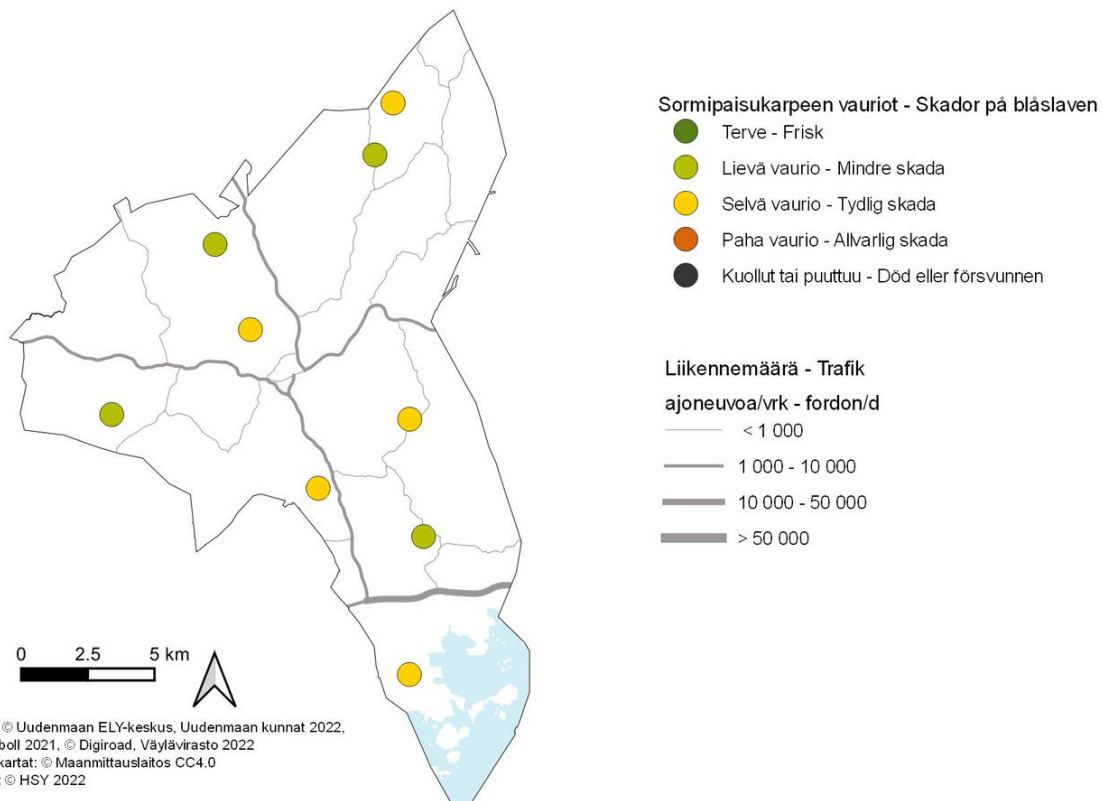 Sormipaisukarpeen vauriot - Skador på blåslaven
Terve - Frisk
Lievä vaurio - Mindre skada
Selvä vaurio - Tydlig skada
Paha vaurio - Allvarlig skada
Kuollut tai puuttuu - Död eller försvunnen
Liikennemäärä - Trafik
ajoneuvoa/vrk - fordon/d
< 1 000
1 000 - 10 000
10 000 - 50 000
> 50 000
0 2.5 5 km
© Uudenmaan ELY-keskus, Uudenmaan kunnat 2022,
boll 2021, © Digiroad, Väylävirasto 2022
kartat: © Maanmittauslaitos CC4.0
© HSY 2022